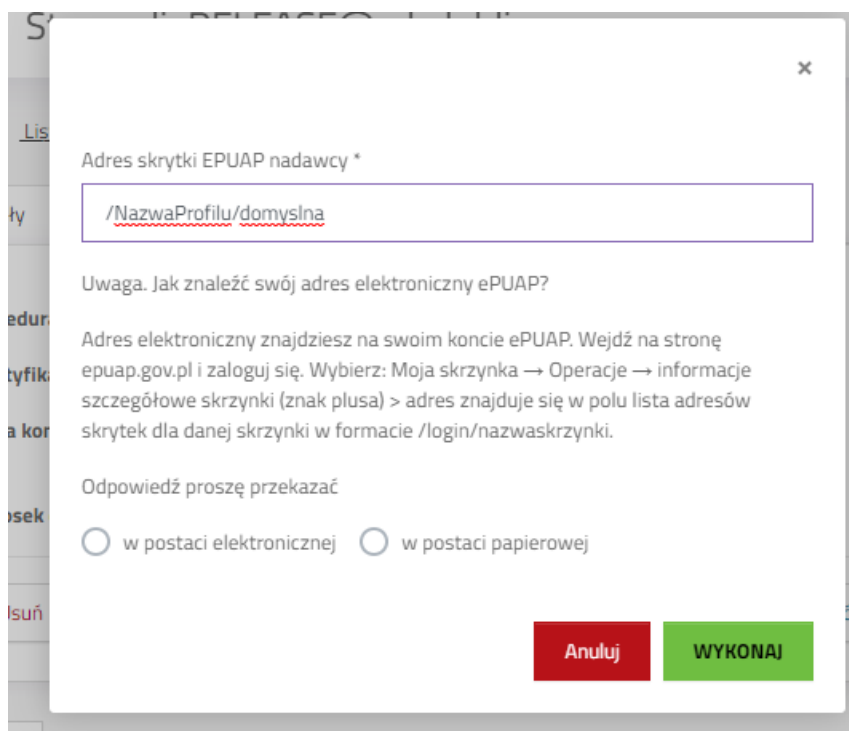 ×
Lis
Adres skrytki EPUAP nadawcy *
/NazwaProfilu/domyslna
Uwaga. Jak znaleźć swój adres elektroniczny ePUAP?
Adres elektroniczny znajdziesz na swoim koncie ePUAP. Wejdź na stronę
epuap.gov.pl i zaloguj się. Wybierz: Moja skrzynka → Operacje → informacje
szczegółowe skrzynki (znak plusa) > adres znajduje się w polu lista adresów
skrytek dla danej skrzynki w formacie /login/nazwaskrzynki.
Odpowiedź proszę przekazać
w postaci elektronicznej w postaci papierowej
Anuluj WYKONAJ